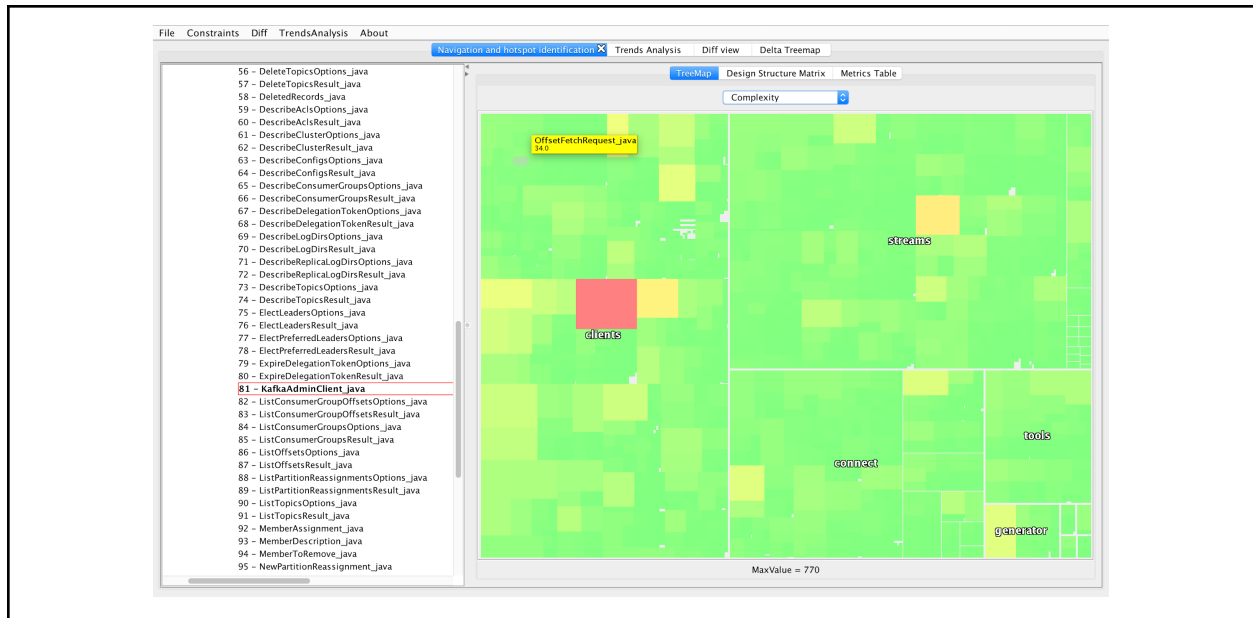 File Constraints Diff TrendsAnalysis About
Navigation and hotspot identification X Trends Analysis Diff view Delta Treemap
56 – DeleteTopicsOptions_java
57 – DeleteTopicsResult_java
58 – DeletedRecords_java
59 – DescribeAclsOptions_java
60 – DescribeAclsResult_java
61 – DescribeClusterOptions_java
62 – DescribeClusterResult_java
63 – DescribeConfigsOptions_java
64 – DescribeConfigsResult_java
65 – DescribeConsumerGroupsOptions_java
66 – DescribeConsumerGroupsResult_java
67 – DescribeDelegationTokenOptions_java
68 – DescribeDelegationTokenResult_java
69 – DescribeLogDirsOptions_java
70 – DescribeLogDirsResult_java
71 – DescribeReplicaLogDirsOptions_java
72 – DescribeReplicaLogDirsResult_java
73 – DescribeTopicsOptions_java
74 – DescribeTopicsResult_java
75 – ElectLeadersOptions_java
76 – ElectLeadersResult_java
77 – ElectPreferredLeadersOptions_java
78 – ElectPreferredLeadersResult_java
79 – ExpireDelegationTokenOptions_java
80 – ExpireDelegationTokenResult_java
81 – KafkaAdminClient_java
82 – ListConsumerGroupOffsetsOptions_java
83 – ListConsumerGroupOffsetsResult_java
84 – ListConsumerGroupsOptions_java
85 – ListConsumerGroupsResult_java
86 – ListOffsetsOptions_java
87 – ListOffsetsResult_java
88 – ListPartitionReassignmentsOptions_java
89 – ListPartitionReassignmentsResult_java
90 – ListTopicsOptions_java
91 – ListTopicsResult_java
92 – MemberAssignment_java
93 – MemberDescription_java
94 – MemberToRemove_java
95 – NewPartitionReassignment_java
TreeMap Design Structure Matrix Metrics Table
Complexity
OffsetFetchRequest_java
34.0
streams
clients
tools
connect
generator
MaxValue = 770